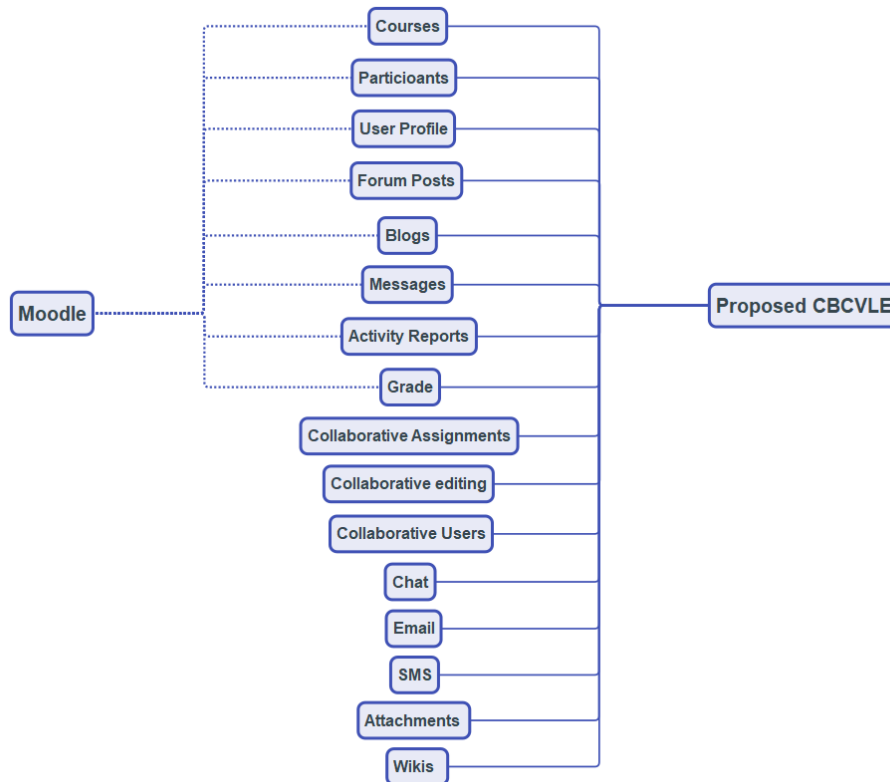 Courses
Particioants
User Profile
Forum Posts
Blogs
Messages
Moodle
Proposed CBCVLE
Activity Reports
Grade
Collaborative Assignments
Collaborative editing
Collaborative Users
Chat
Email
SMS
Attachments
Wikis